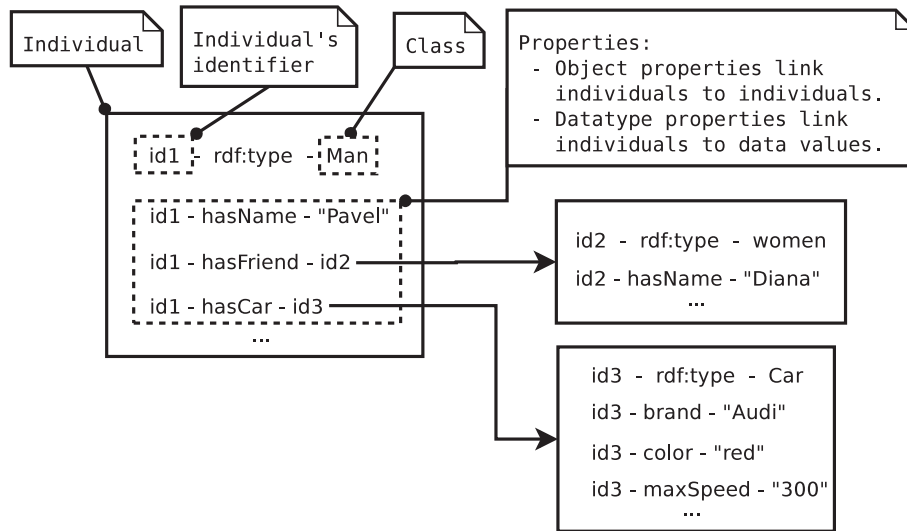 Individual
Individual's
identifier
Class
Properties:
- Object properties link
individuals to individuals.
- Datatype properties link
individuals to data values.
id1 - rdf:type - Man
id1 - hasName - "Pavel"
id1 - hasFriend - id2
id1 - hasCar - id3
...
id2 - rdf:type - women
id2 - hasName - "Diana"
...
id3 - rdf:type - Car
id3 - brand - "Audi"
id3 - color - "red"
id3 - maxSpeed - "300"
...